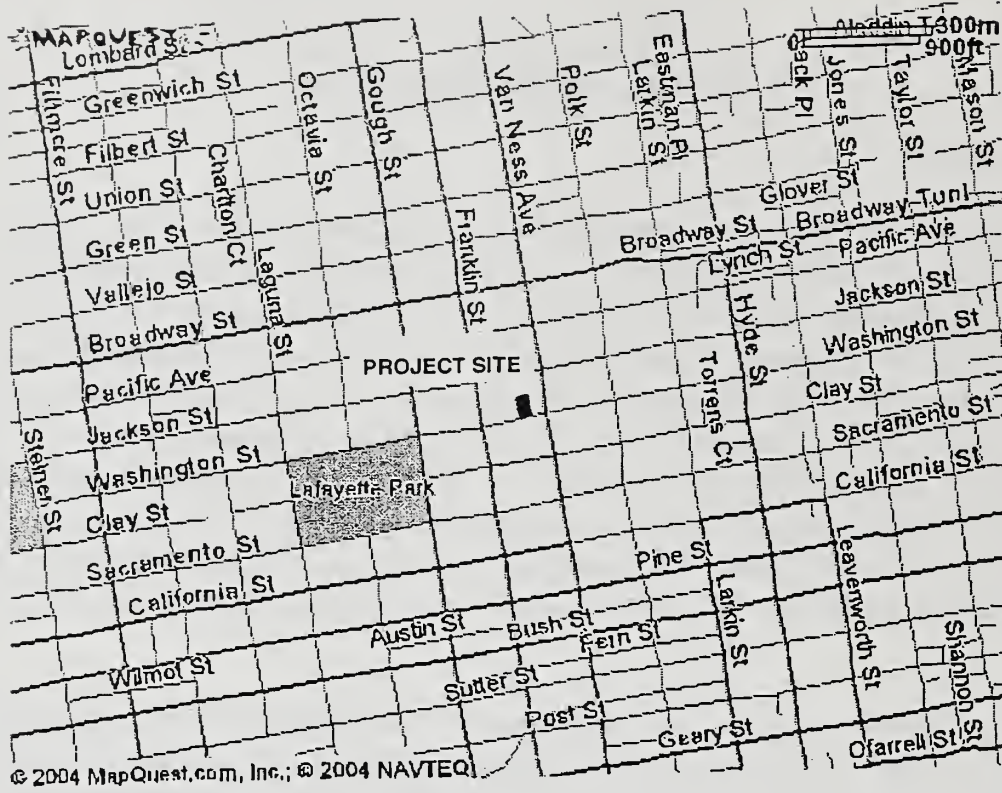 MAPQUEST
Lombard St
Aladdin T
300m
0
900ft
Fillmore St
Greenwich St
Octavia St
Gough St
Van Ness Ave
Polk St
Larkin St
Eastman Pl
ack Pl
Jones St
Taylor St
Mason St
Filbert St
Charlton Ct
Union St
Glover St
Broadway Tunl
Green St
Franklin St
Broadway St
Pacific Ave
Lynch St
Laguna St
Vallejo S
Jackson St
Hyde St
Broadway St
Washington St
PROJECT SITE
Pacific Ave
Torrens Ct
Clay St
Jackson St
Sacramento St
Steiner St
Washington St
Lafayette Park
California St
Clay St
Sacramento St
Pine St
Leavenworth St
California St
Larkin St
Austin St
Bush St
Fern St
Shannon St
Wilmot St
Sutter St
Post St
Geary St
Ofarrell St
© 2004 MapQuest.com, Inc.; © 2004 NAVTEQ